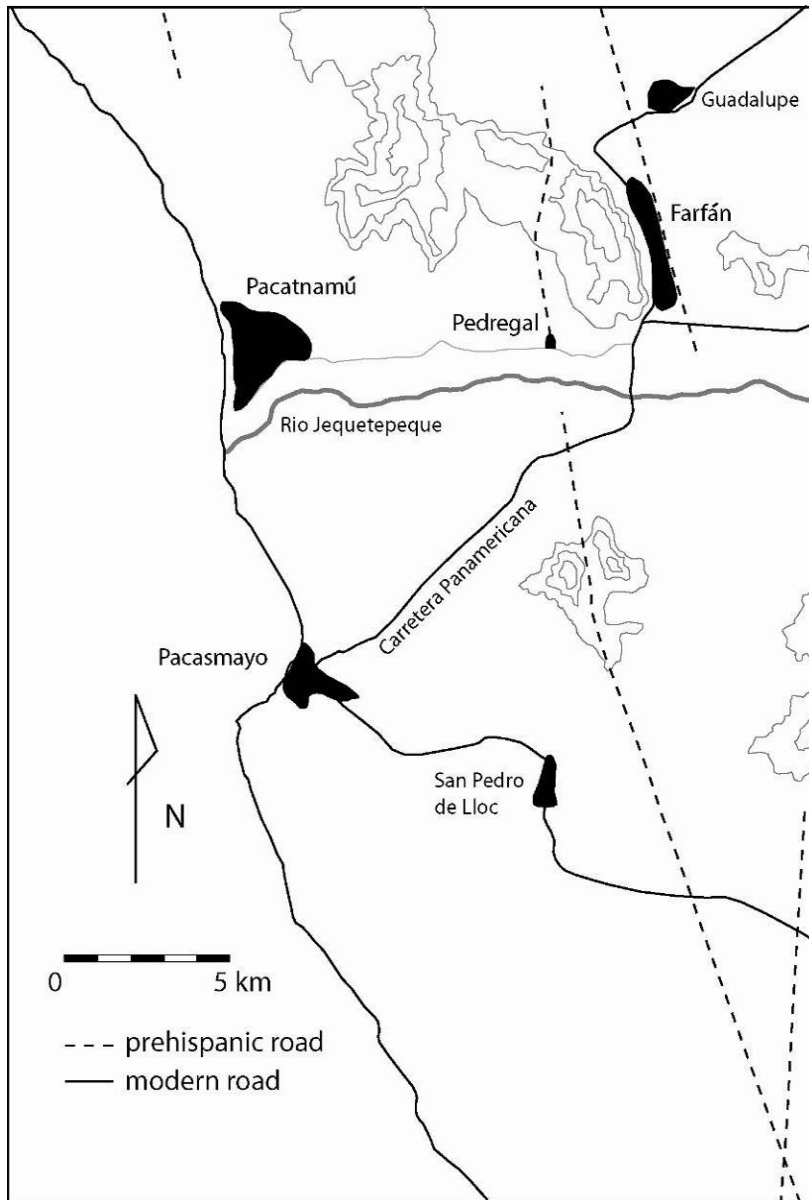 Guadalupe
Farfán
Pacatnamú
Pedregal
Rio Jequetepeque
Carretera Panamericana
Pacasmayo
San Pedro
de Lloc
N
0 5 km
prehispanic road
modern road